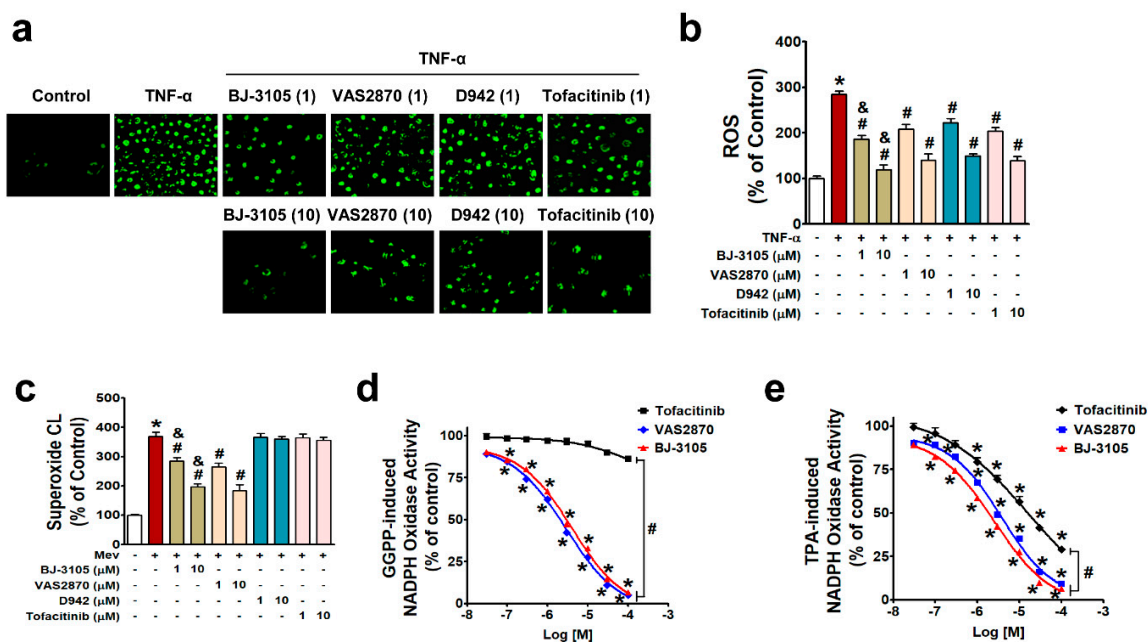 a
TNF-α
Control TNF-α BJ-3105 (1) VAS2870 (1) D942 (1) Tofacitinib (1)
BJ-3105 (10) VAS2870 (10) D942 (10) Tofacitinib (10)
b
ROS
(% of Control)
400
300
200
100
0
* & # & # # # # # # #
TNF-α - + + + + + + + + +
BJ-3105 (μM) - - 1 10 - - - - - -
VAS2870 (μM) - - - - 1 10 - - - -
D942 (μM) - - - - - - 1 10 - -
Tofacitinib (μM) - - - - - - - - 1 10
c
Superoxide CL
(% of Control)
500
400
300
200
100
0
* & # & # # #
Mev - + + + + + + + + +
BJ-3105 (μM) - - 1 10 - - - - - -
VAS2870 (μM) - - - - 1 10 - - - -
D942 (μM) - - - - - - 1 10 - -
Tofacitinib (μM) - - - - - - - - 1 10
d
GGPP-induced
NADPH Oxidase Activity
(% of control)
Tofacitinib
VAS2870
BJ-3105
100
75
50
25
0
* * * * * * * * * * * * * *
#
-8 -7 -6 -5 -4 -3
Log [M]
e
TPA-induced
NADPH Oxidase Activity
(% of control)
Tofacitinib
VAS2870
BJ-3105
100
75
50
25
0
* * * * * * * * * * * * * * * * * * *
#
-8 -7 -6 -5 -4 -3
Log [M]